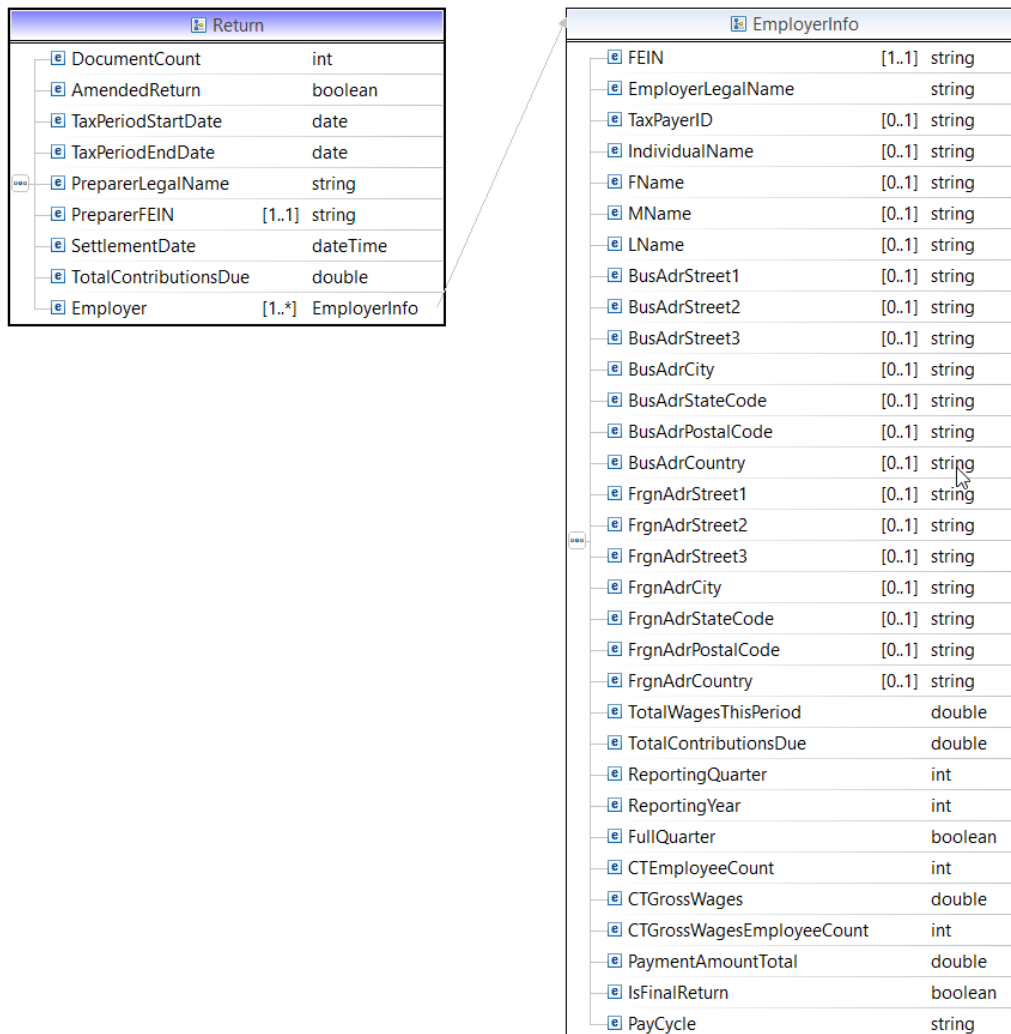 Return
DocumentCount int
AmendedReturn boolean
TaxPeriodStartDate date
TaxPeriodEndDate date
PreparerLegalName string
PreparerFEIN [1..1] string
SettlementDate dateTime
TotalContributionsDue double
Employer [1..*] EmployerInfo
EmployerInfo
FEIN [1..1] string
EmployerLegalName string
TaxPayerID [0..1] string
IndividualName [0..1] string
FName [0..1] string
MName [0..1] string
LName [0..1] string
BusAdrStreet1 [0..1] string
BusAdrStreet2 [0..1] string
BusAdrStreet3 [0..1] string
BusAdrCity [0..1] string
BusAdrStateCode [0..1] string
BusAdrPostalCode [0..1] string
BusAdrCountry [0..1] string
FrgnAdrStreet1 [0..1] string
FrgnAdrStreet2 [0..1] string
FrgnAdrStreet3 [0..1] string
FrgnAdrCity [0..1] string
FrgnAdrStateCode [0..1] string
FrgnAdrPostalCode [0..1] string
FrgnAdrCountry [0..1] string
TotalWagesThisPeriod double
TotalContributionsDue double
ReportingQuarter int
ReportingYear int
FullQuarter boolean
CTEmployeeCount int
CTGrossWages double
CTGrossWagesEmployeeCount int
PaymentAmountTotal double
IsFinalReturn boolean
PayCycle string